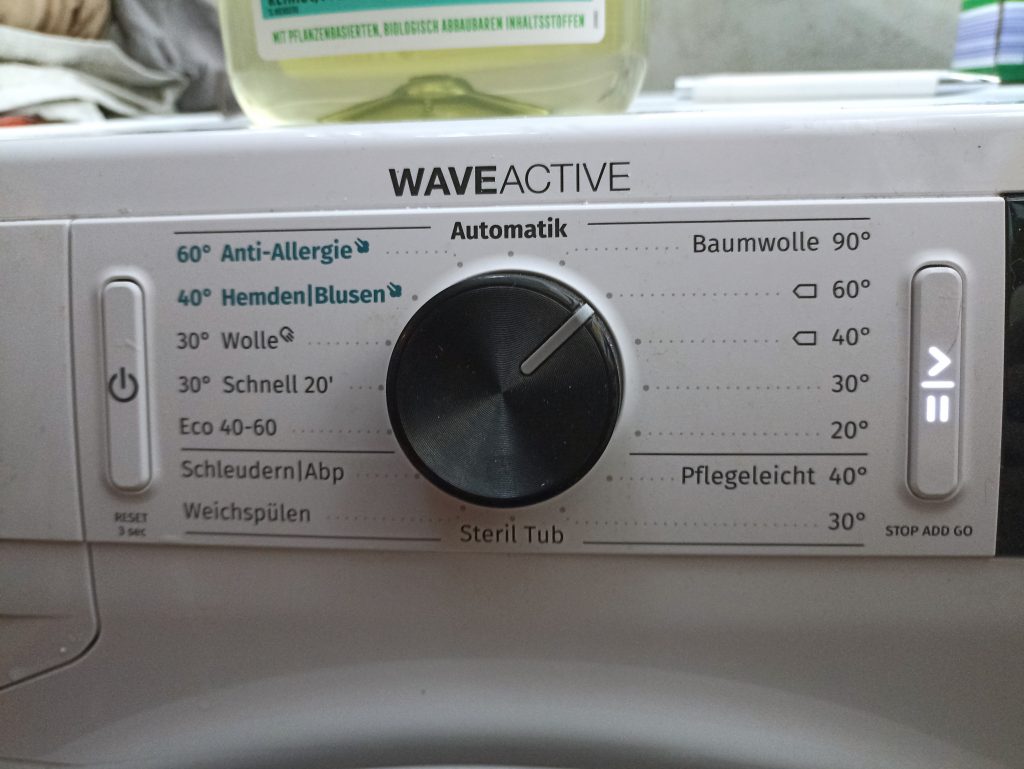 MIT PFLANZENBASIERTEN, BIOLOGISCH ABBAUBAREN INHALTSSTOFFEN
WAVEACTIVE
Automatik
60° Anti-Allergie
40° Hemden|Blusen
30° Wolle
30° Schnell 20'
Eco 40-60
Schleudern|Abp
Weichspülen
Steril Tub
Baumwolle 90°
60°
40°
30°
20°
Pflegeleicht 40°
30°
RESET
3 sec
STOP ADD GO